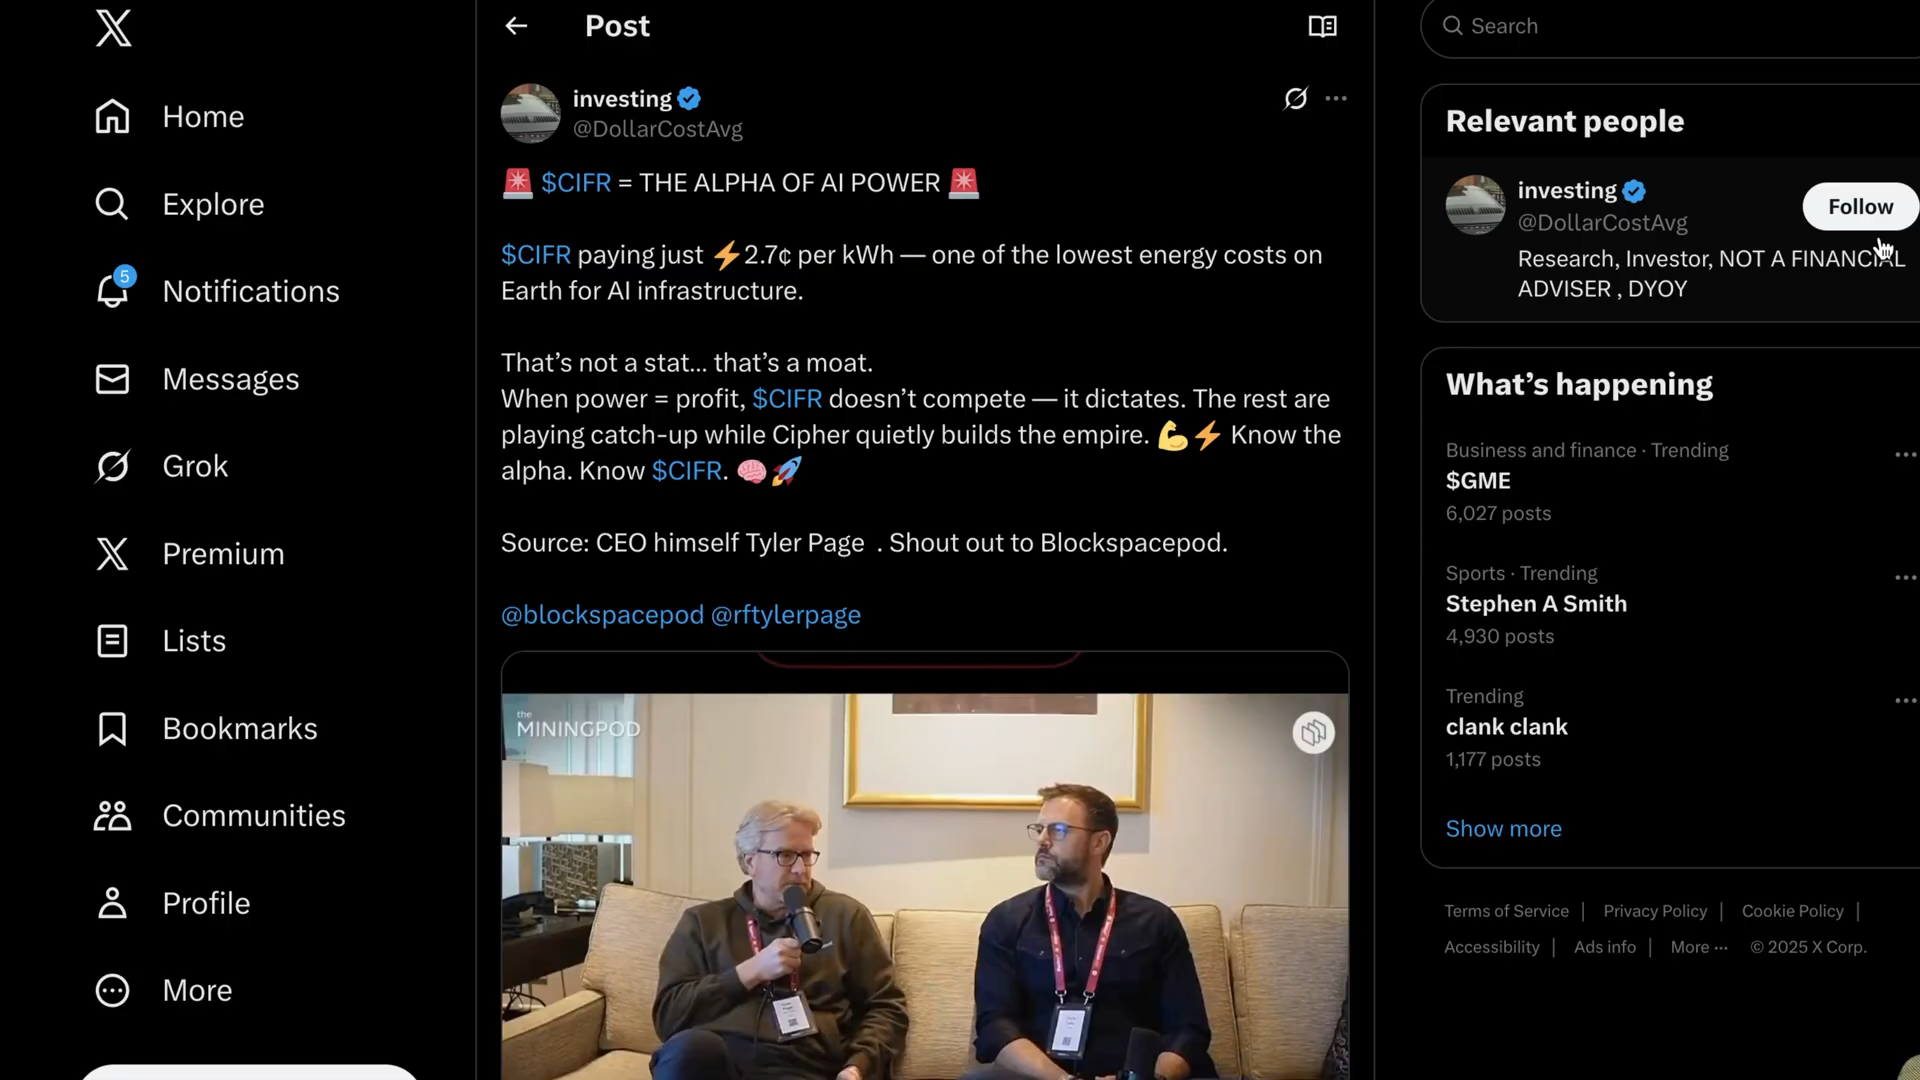 Home
Explore
5
Notifications
Messages
Grok
Premium
Lists
Bookmarks
Profile
Communities
More
Post
investing
@DollarCostAvg
🚨 $CIFR = THE ALPHA OF AI POWER 🚨
$CIFR paying just ⚡2.7¢ per kWh — one of the lowest energy costs on
Earth for AI infrastructure.
That’s not a stat... that’s a moat.
When power = profit, $CIFR doesn’t compete — it dictates. The rest are
playing catch-up while Cipher quietly builds the empire. 💪⚡ Know the
alpha. Know $CIFR. 🧠🚀
Source: CEO himself Tyler Page . Shout out to Blockspacepod.
@blockspacepod @rftylerpage
the
MININGPOD
Search
Relevant people
investing
@DollarCostAvg
Follow
Research, Investor, NOT A FINANCIAL
ADVISER , DYOY
What’s happening
Business and finance · Trending
$GME
6,027 posts
Sports · Trending
Stephen A Smith
4,930 posts
Trending
clank clank
1,177 posts
Show more
Terms of Service | Privacy Policy | Cookie Policy |
Accessibility | Ads info | More ··· © 2025 X Corp.